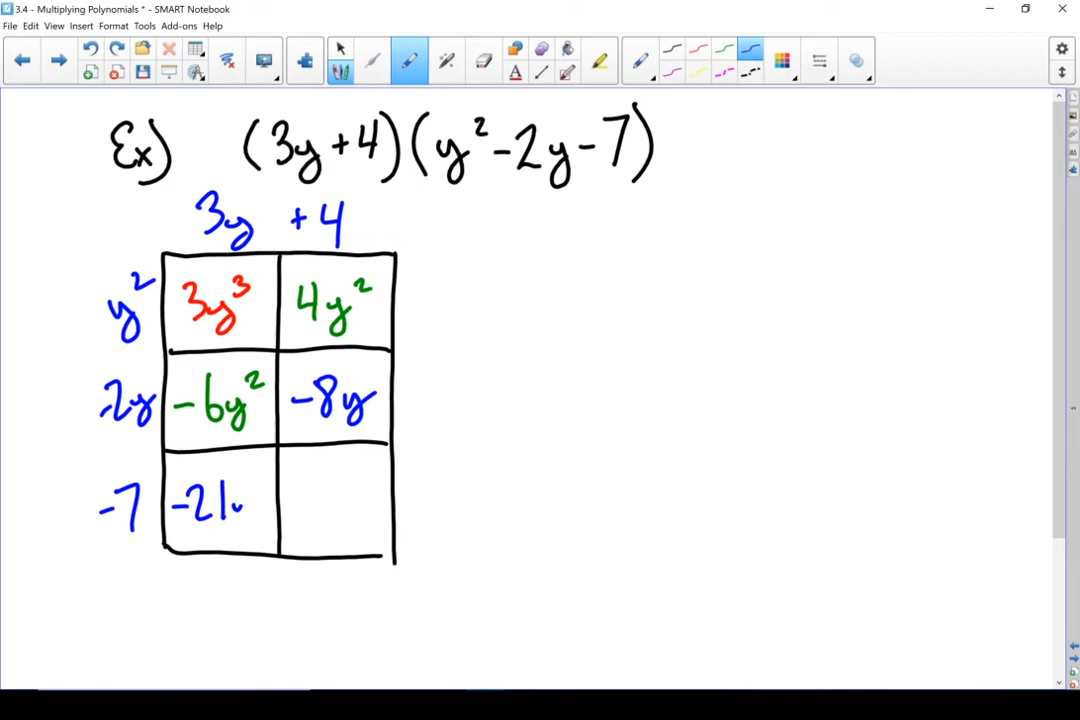 3.4 - Multiplying Polynomials * - SMART Notebook
File Edit View Insert Format Tools Add-ons Help
Ex) (3y + 4)(y² - 2y - 7)
3y + 4
y² 3y³ 4y²
-2y -6y² -8y
-7 -21